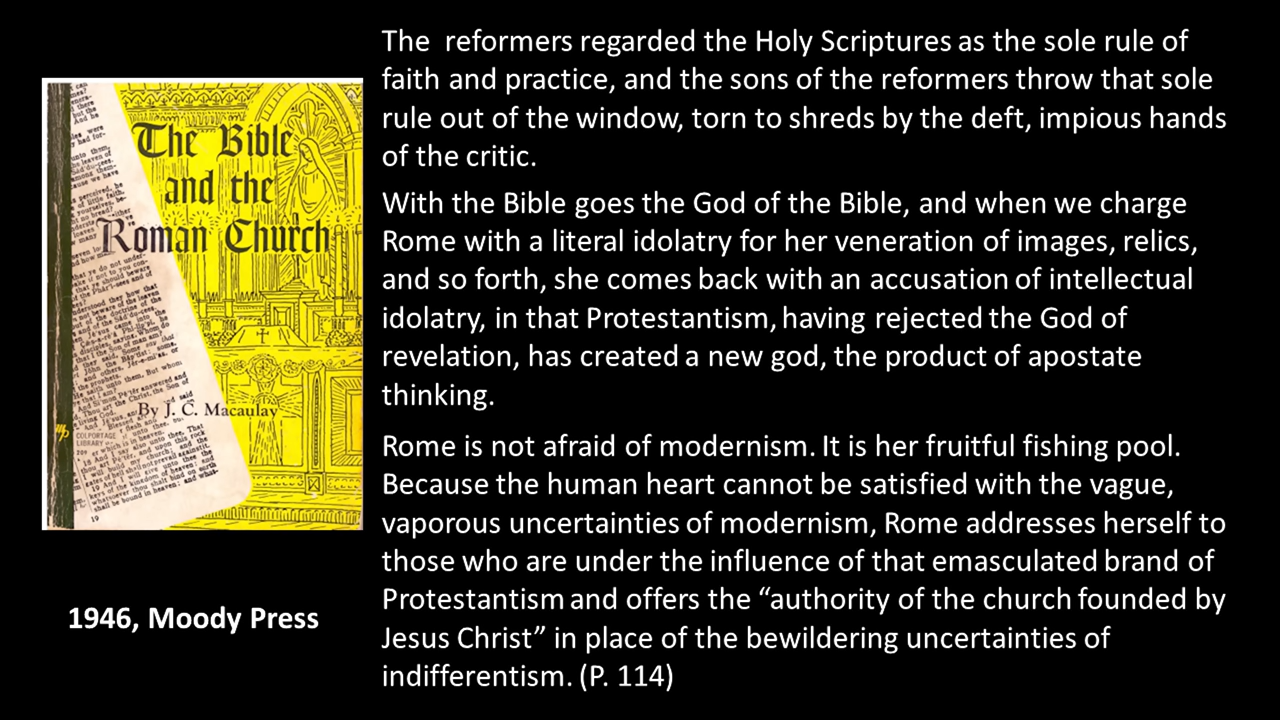 The reformers regarded the Holy Scriptures as the sole rule of
faith and practice, and the sons of the reformers throw that sole
rule out of the window, torn to shreds by the deft, impious hands
of the critic.
With the Bible goes the God of the Bible, and when we charge
Rome with a literal idolatry for her veneration of images, relics,
and so forth, she comes back with an accusation of intellectual
idolatry, in that Protestantism, having rejected the God of
revelation, has created a new god, the product of apostate
thinking.
Rome is not afraid of modernism. It is her fruitful fishing pool.
Because the human heart cannot be satisfied with the vague,
vaporous uncertainties of modernism, Rome addresses herself to
those who are under the influence of that emasculated brand of
Protestantism and offers the “authority of the church founded by
Jesus Christ” in place of the bewildering uncertainties of
indifferentism. (P. 114)
The Bible
and the
Roman Church
By J. C. Macaulay
COLPORTAGE
LIBRARY
19
1946, Moody Press